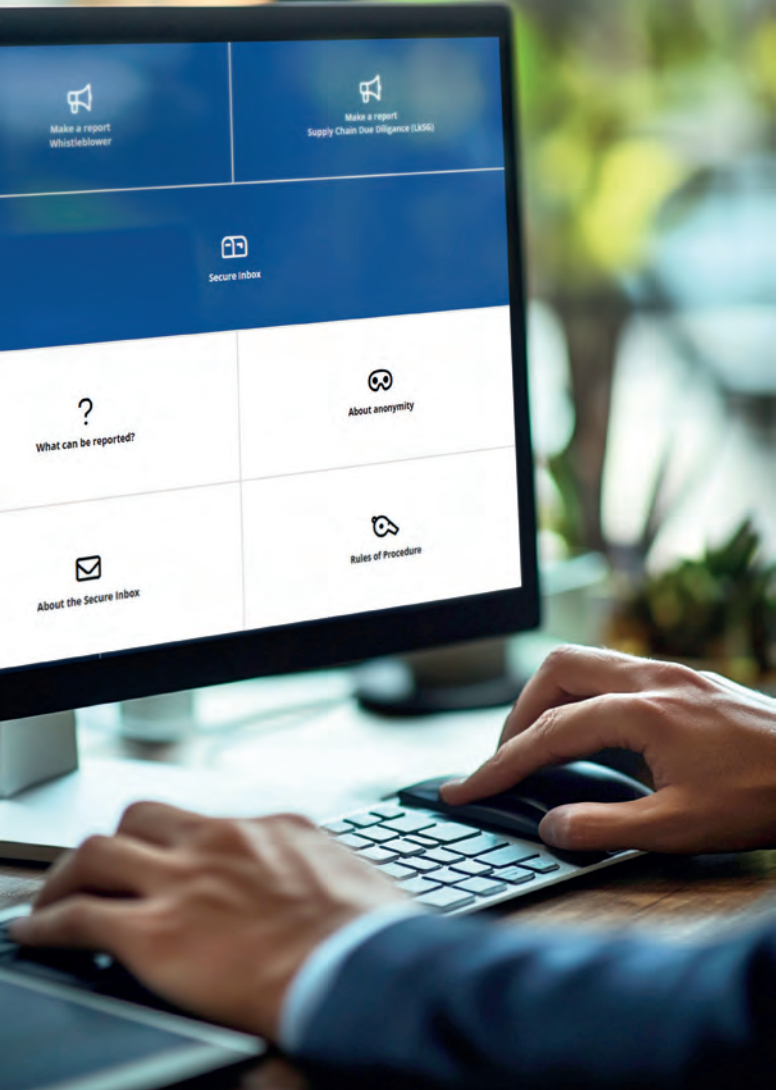 Make a report
Whistleblower
Make a report
Supply Chain Due Diligance (LkSG)
Secure Inbox
?
What can be reported?
About anonymity
About the Secure Inbox
Rules of Procedure